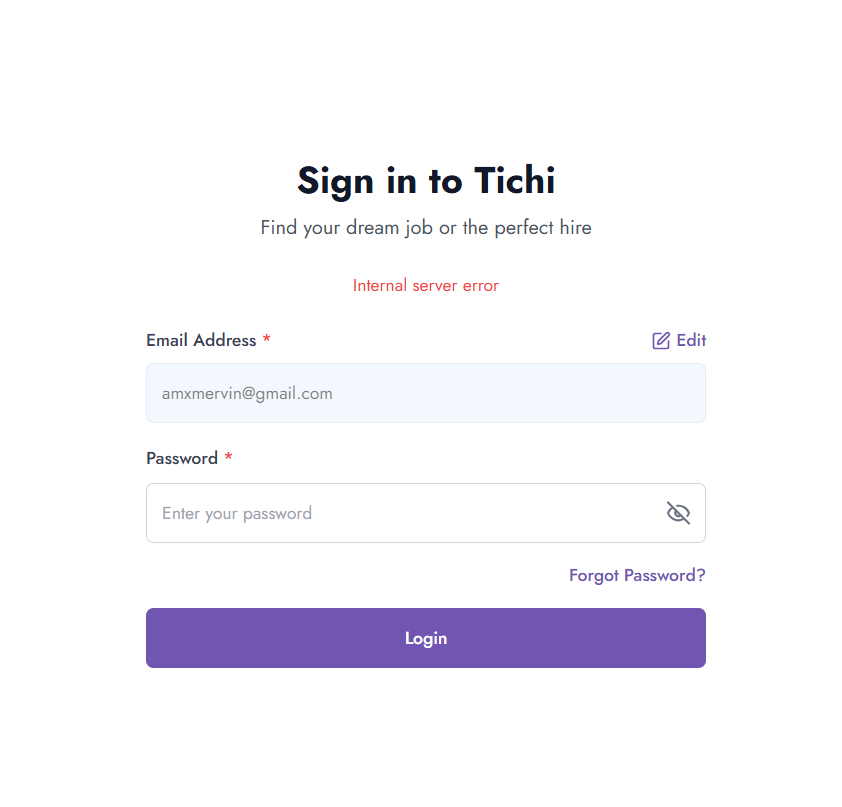 Sign in to Tichi
Find your dream job or the perfect hire
Internal server error
Email Address * Edit
amxmervin@gmail.com
Password *
Enter your password
Forgot Password?
Login